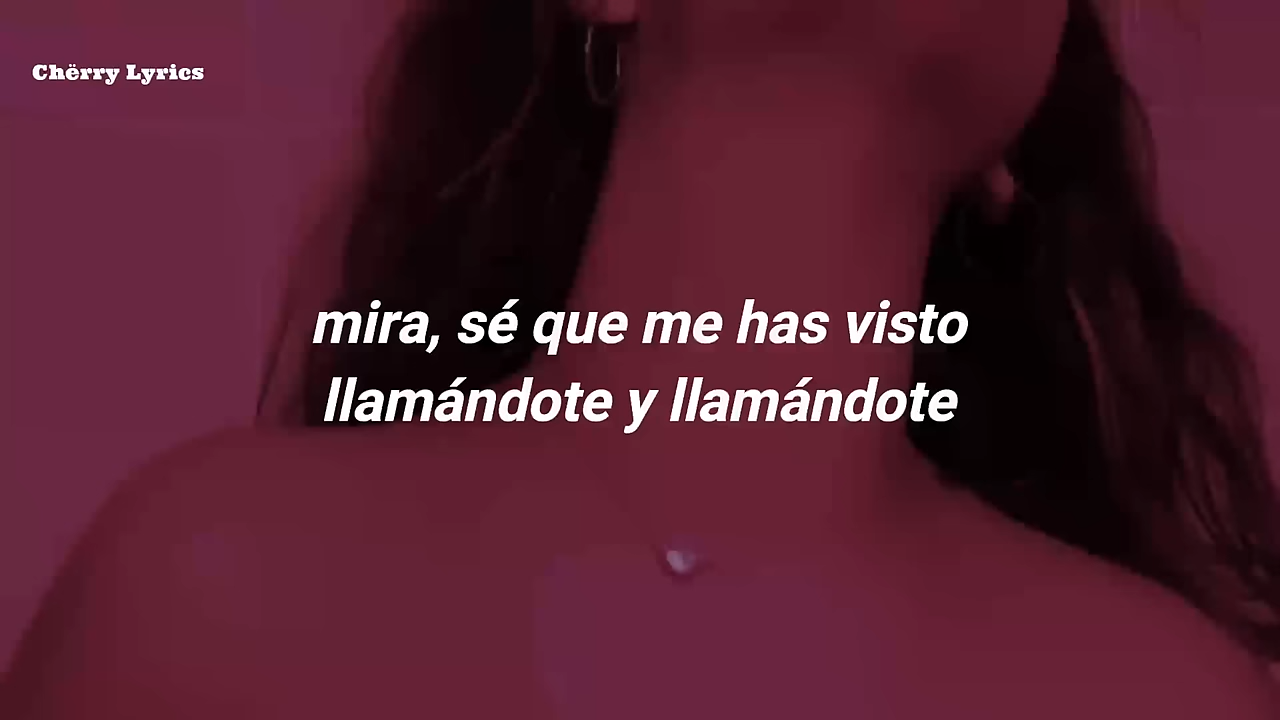 Chërry Lyrics
mira, sé que me has visto
llamándote y llamándote